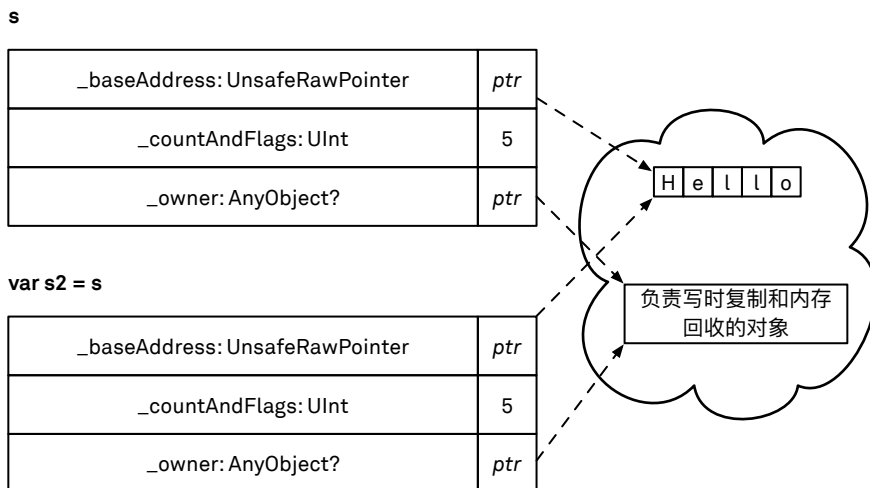 s
_baseAddress: UnsafeRawPointer ptr
_countAndFlags: UInt 5
_owner: AnyObject? ptr
H e l l o
var s2 = s
负责写时复制和内存
回收的对象
_baseAddress: UnsafeRawPointer ptr
_countAndFlags: UInt 5
_owner: AnyObject? ptr